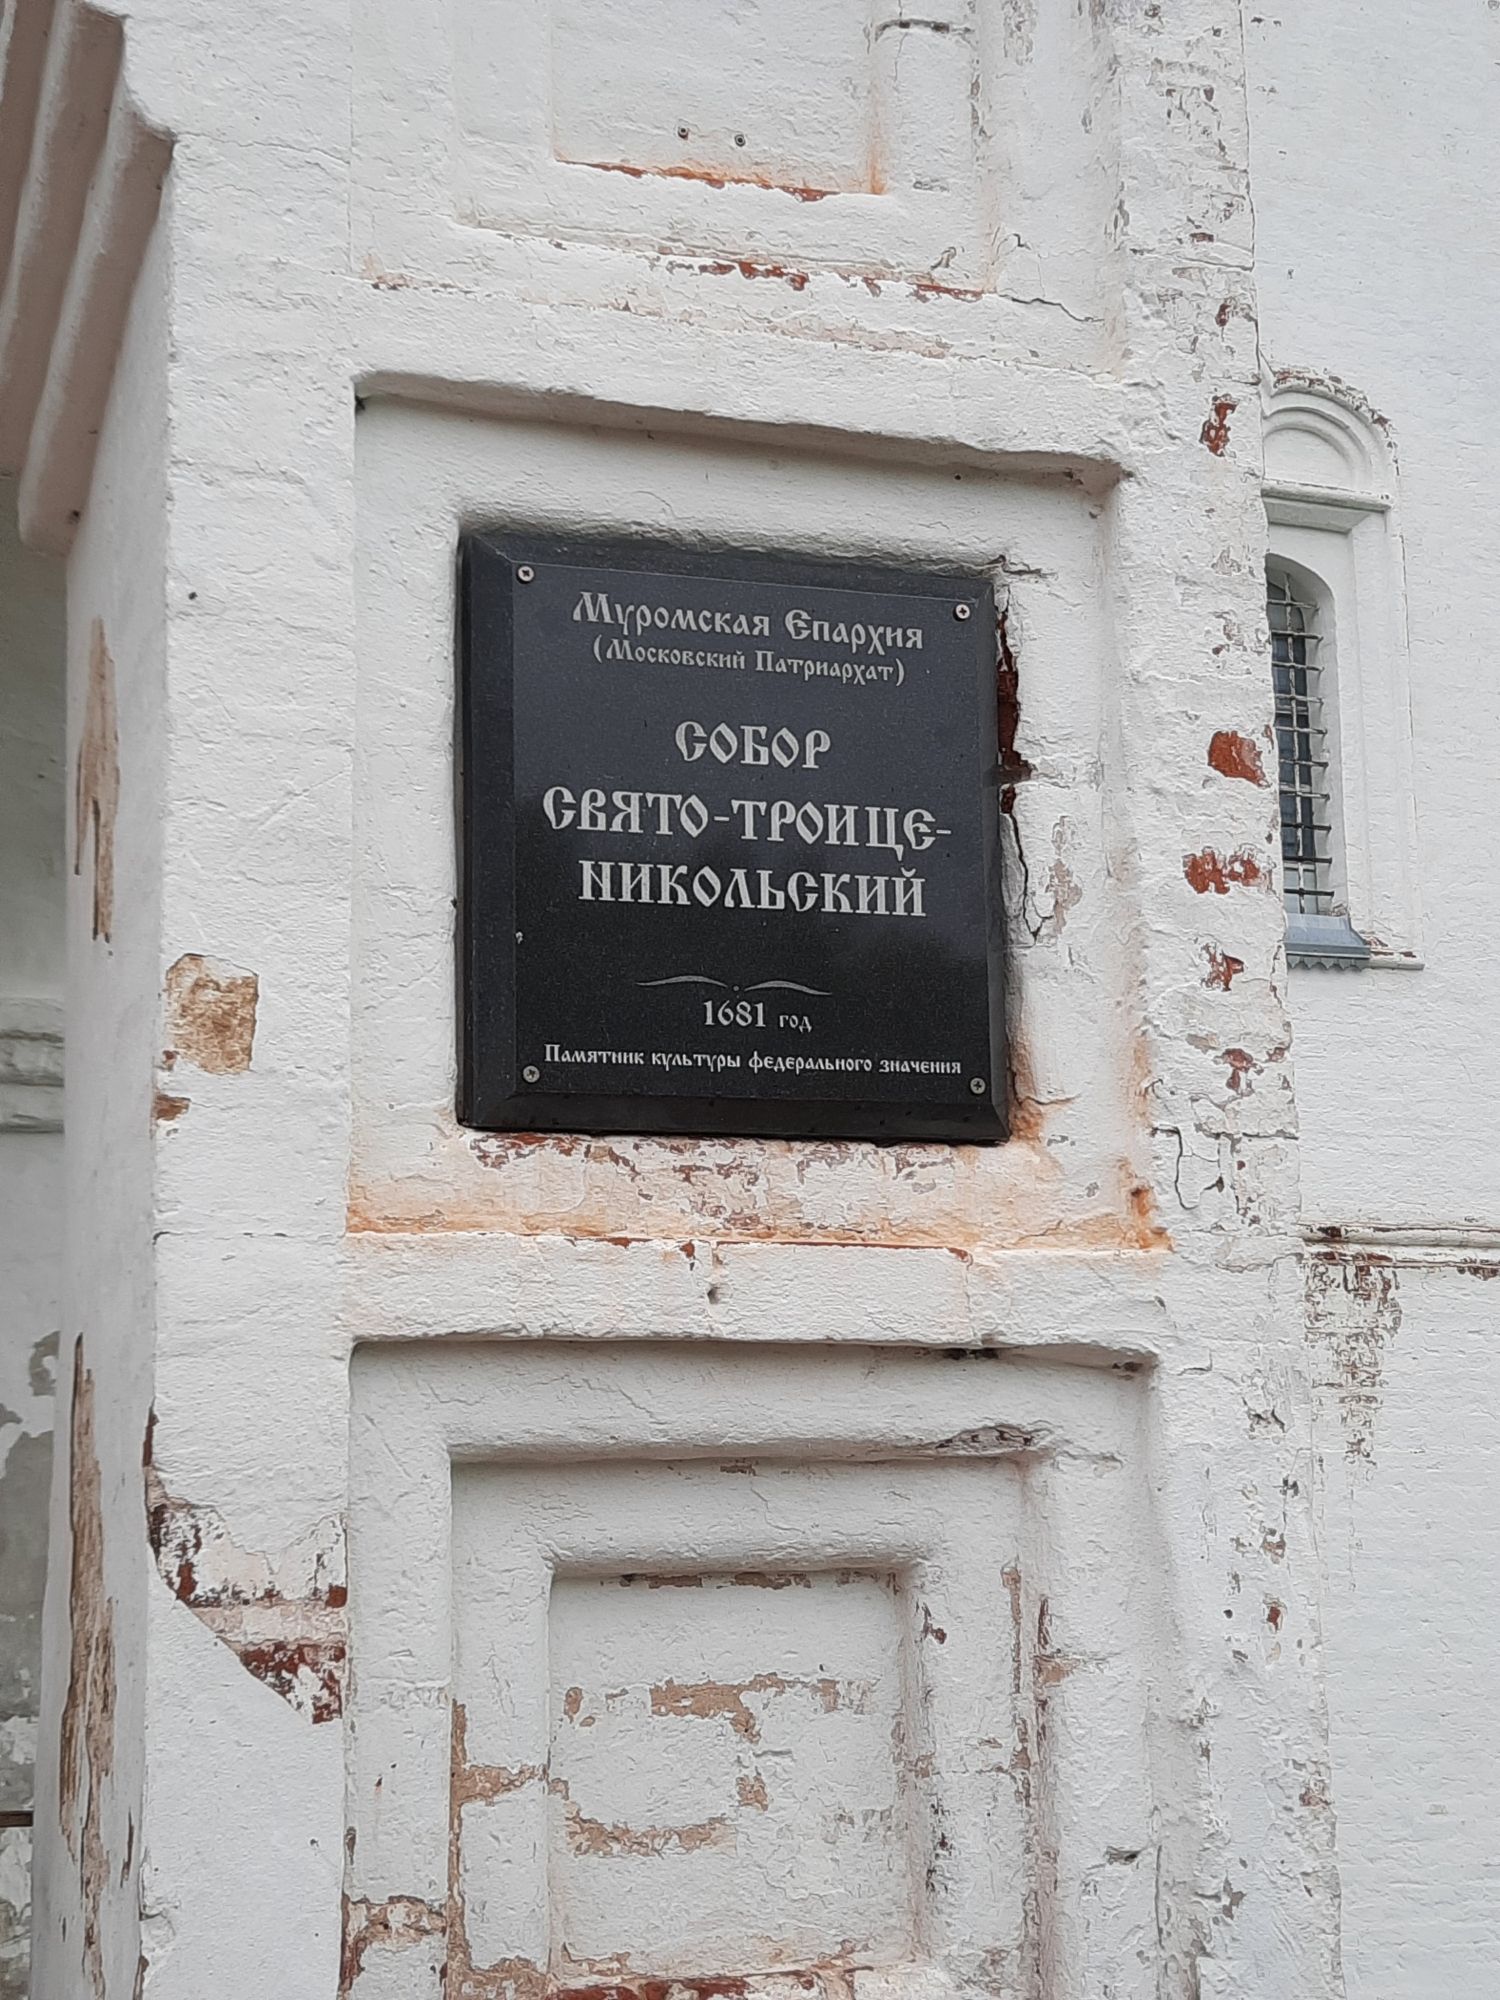 Муромская Епархия
(Московский Патриархат)
СОБОР
СВЯТО-ТРОИЦЕ-
НИКОЛЬСКИЙ
1681 год
Памятник культуры федерального значения